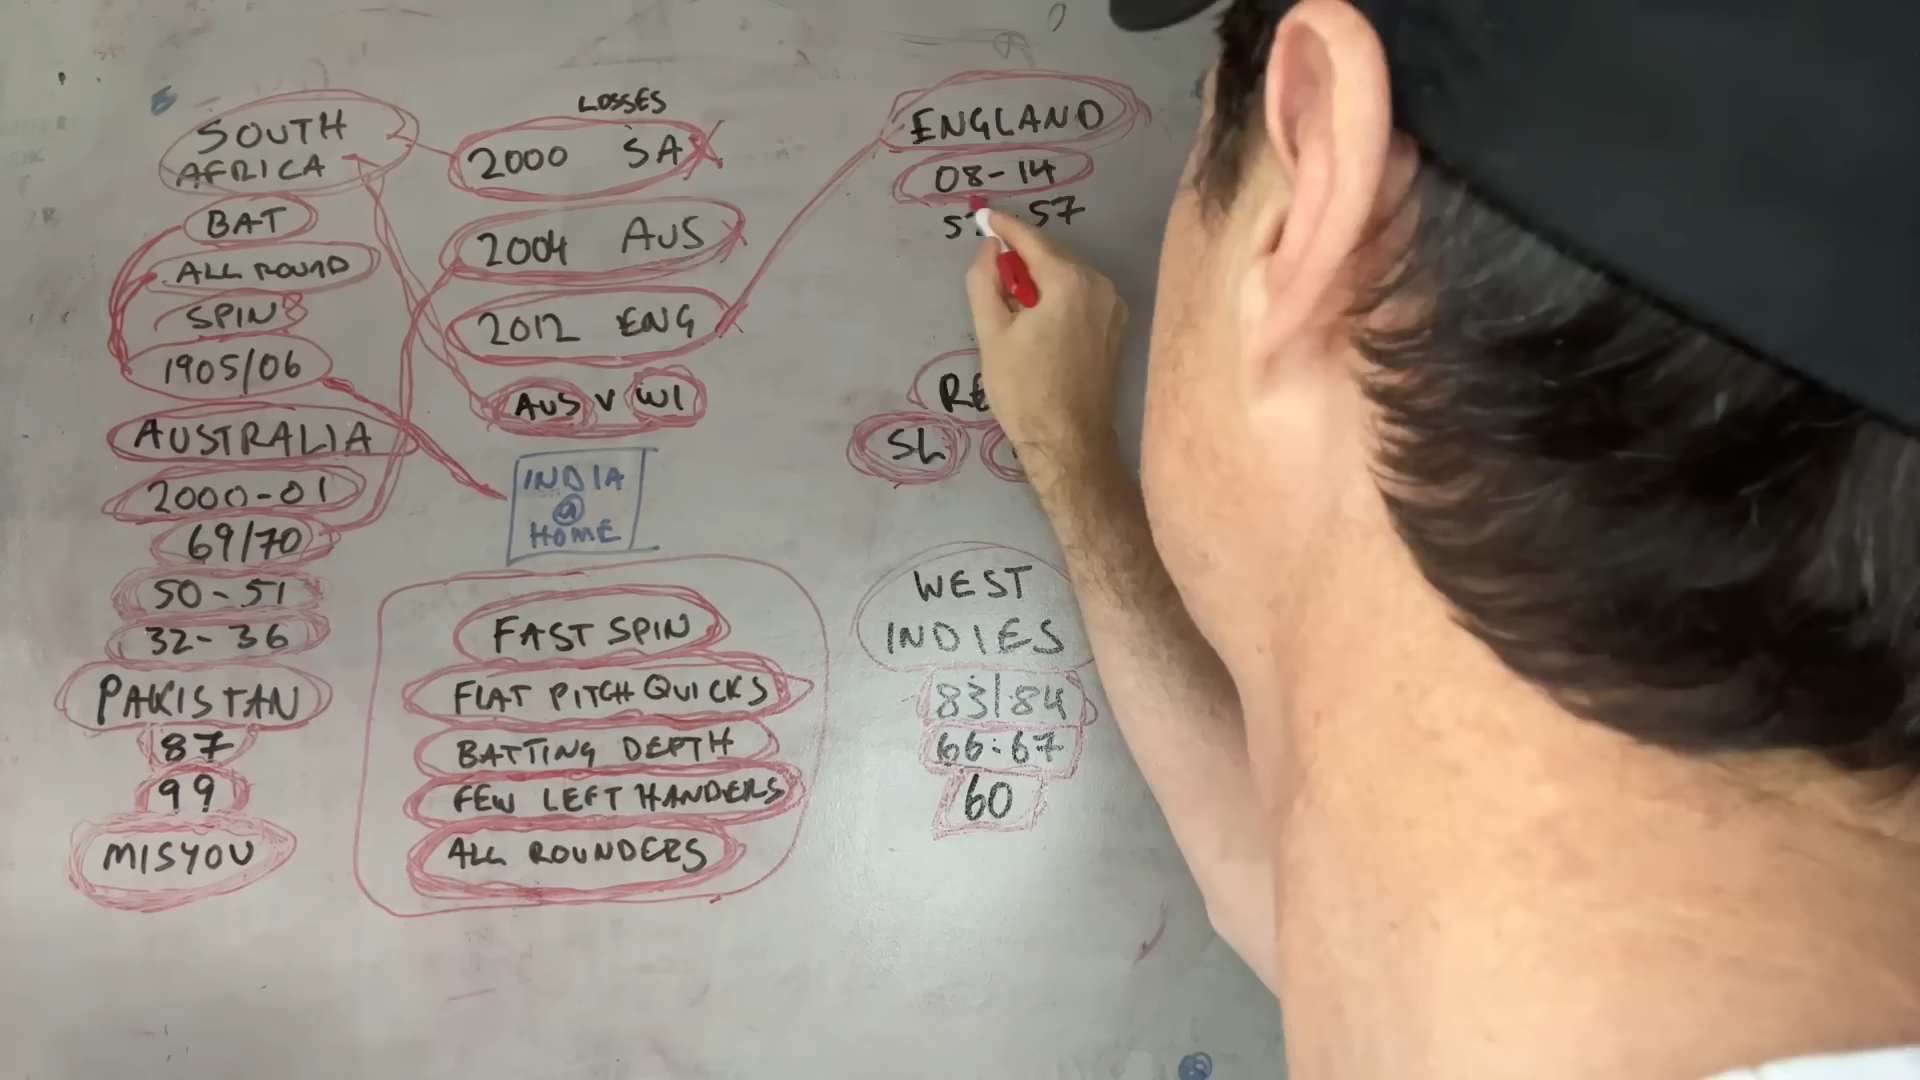 SOUTH
AFRICA
BAT
ALL ROUND
SPIN
1905/06
AUSTRALIA
2000-01
69/70
50-51
32-36
PAKISTAN
87
99
MISYOU
LOSSES
2000 SA
2004 AUS
2012 ENG
AUS V WI
INDIA
@
HOME
FAST SPIN
FLAT PITCH QUICKS
BATTING DEPTH
FEW LEFT HANDERS
ALL ROUNDERS
ENGLAND
08-14
57
SL
WEST
INDIES
83/84
66:67
60